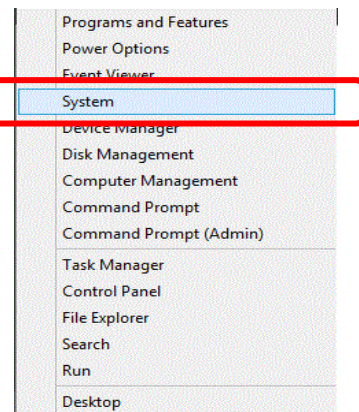 Programs and Features
Power Options
Event Viewer
System
Device Manager
Disk Management
Computer Management
Command Prompt
Command Prompt (Admin)
Task Manager
Control Panel
File Explorer
Search
Run
Desktop